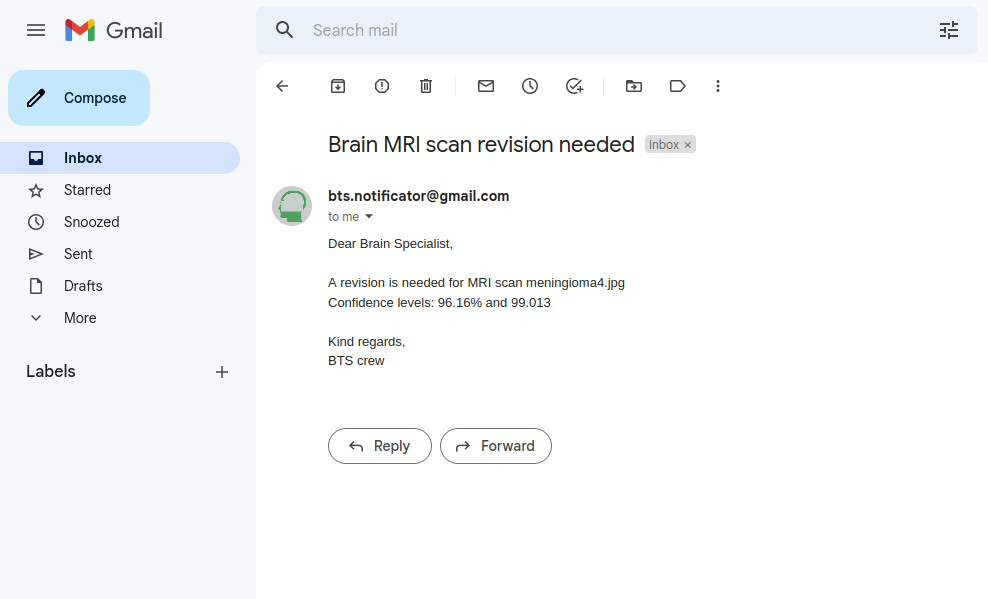 Gmail
Search mail
Compose
Inbox
Starred
Snoozed
Sent
Drafts
More
Labels
Brain MRI scan revision needed
Inbox ×
bts.notificator@gmail.com
to me
Dear Brain Specialist,
A revision is needed for MRI scan meningioma4.jpg
Confidence levels: 96.16% and 99.013
Kind regards,
BTS crew
Reply
Forward